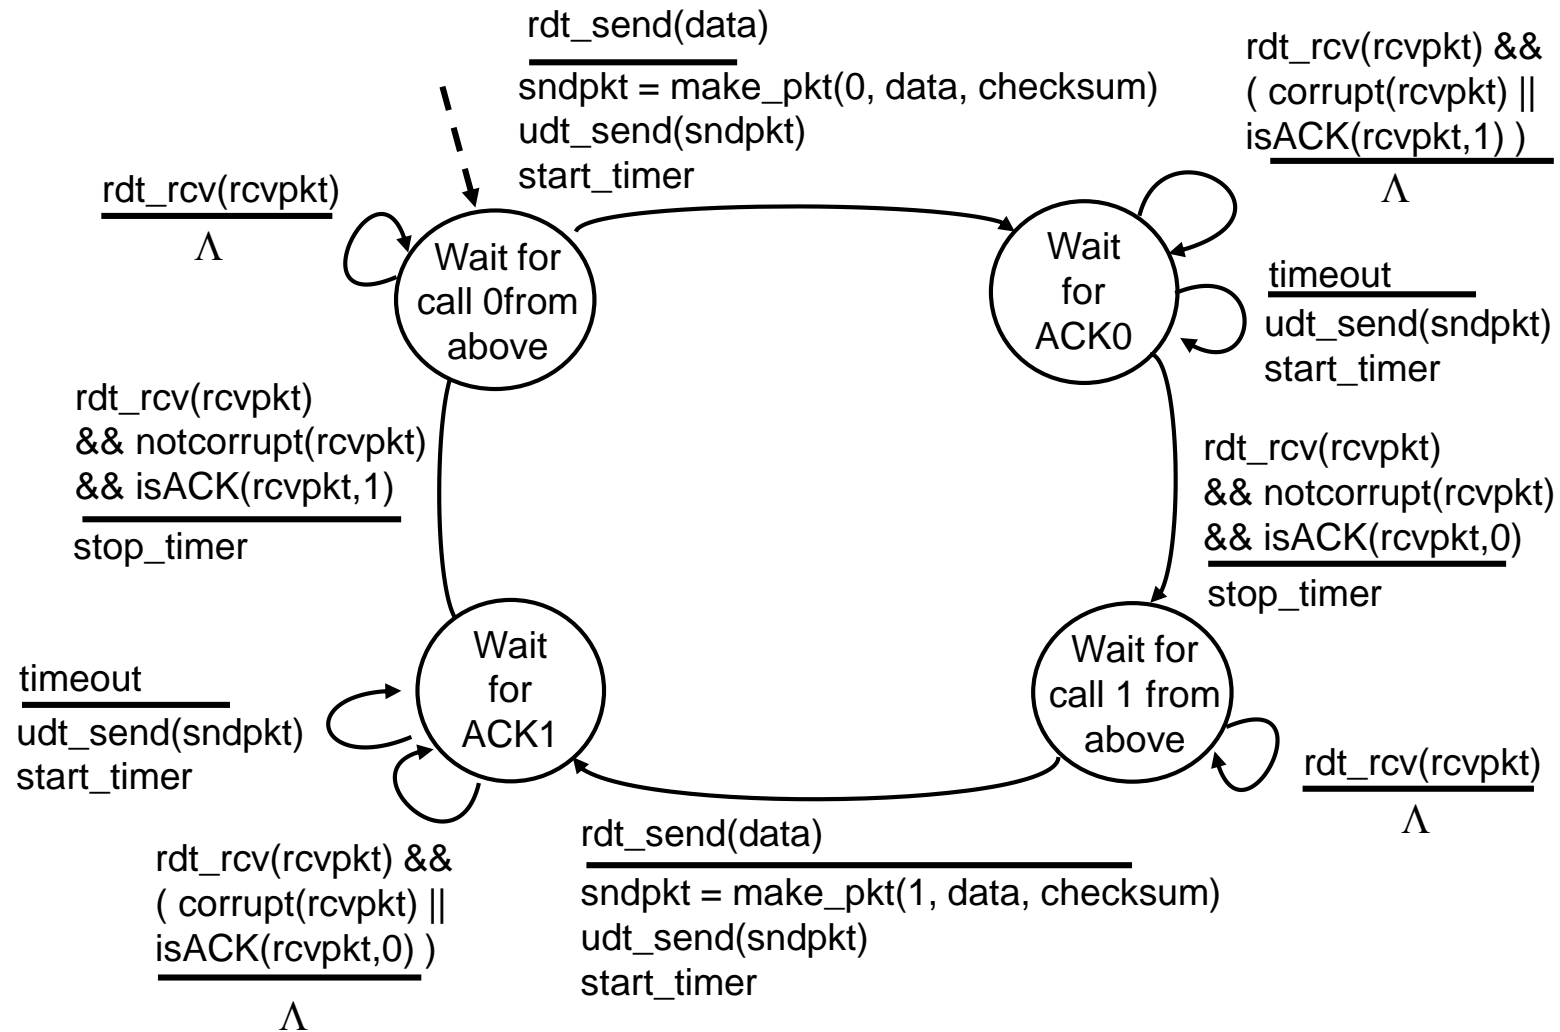 rdt_send(data)
sndpkt = make_pkt(0, data, checksum)
udt_send(sndpkt)
start_timer
rdt_rcv(rcvpkt) &&
( corrupt(rcvpkt) ||
isACK(rcvpkt,1) )
Λ
rdt_rcv(rcvpkt)
Λ
Wait for
call 0from
above
Wait
for
ACK0
timeout
udt_send(sndpkt)
start_timer
rdt_rcv(rcvpkt)
&& notcorrupt(rcvpkt)
&& isACK(rcvpkt,1)
stop_timer
rdt_rcv(rcvpkt)
&& notcorrupt(rcvpkt)
&& isACK(rcvpkt,0)
stop_timer
timeout
udt_send(sndpkt)
start_timer
Wait
for
ACK1
Wait for
call 1 from
above
rdt_rcv(rcvpkt)
Λ
rdt_rcv(rcvpkt) &&
( corrupt(rcvpkt) ||
isACK(rcvpkt,0) )
Λ
rdt_send(data)
sndpkt = make_pkt(1, data, checksum)
udt_send(sndpkt)
start_timer